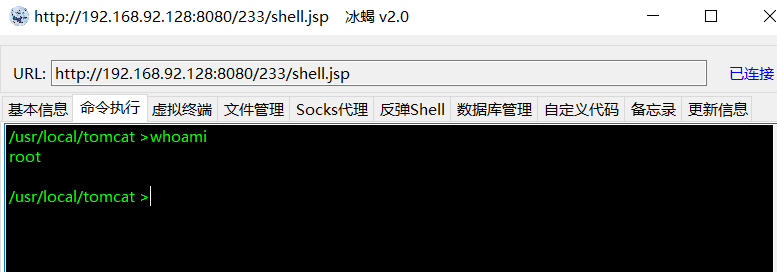 http://192.168.92.128:8080/233/shell.jsp 冰蝎 v2.0
URL: http://192.168.92.128:8080/233/shell.jsp 已连接
基本信息 命令执行 虚拟终端 文件管理 Socks代理 反弹Shell 数据库管理 自定义代码 备忘录 更新信息
/usr/local/tomcat >whoami
root
/usr/local/tomcat >